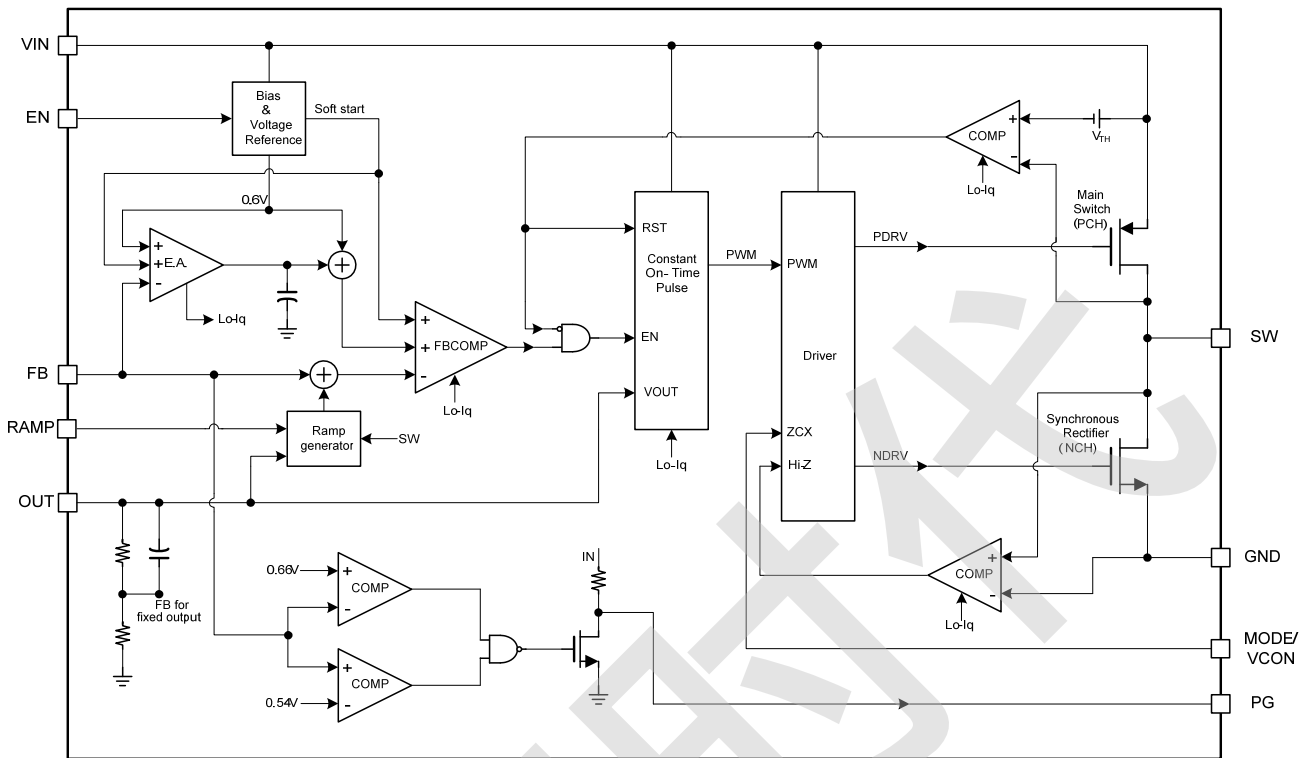 VIN
EN
Bias
&
Voltage
Reference
Soft start
COMP
+
-
VTH
Lo-Iq
Main
Switch
(PCH)
0.6V
+
+
-
E.A.
Lo-Iq
+
RST
Constant
On- Time
Pulse
EN
VOUT
Lo-Iq
PWM
PWM
Driver
ZCX
Hi-Z
PDRV
NDRV
+
+
-
FBCOMP
Lo-Iq
SW
FB
+
RAMP
Ramp
generator
SW
Synchronous
Rectifier
(NCH)
OUT
FB for
fixed output
0.66V
+
-
COMP
0.54V
+
-
COMP
IN
COMP
+
-
Lo-Iq
GND
MODE/
VCON
PG
时代